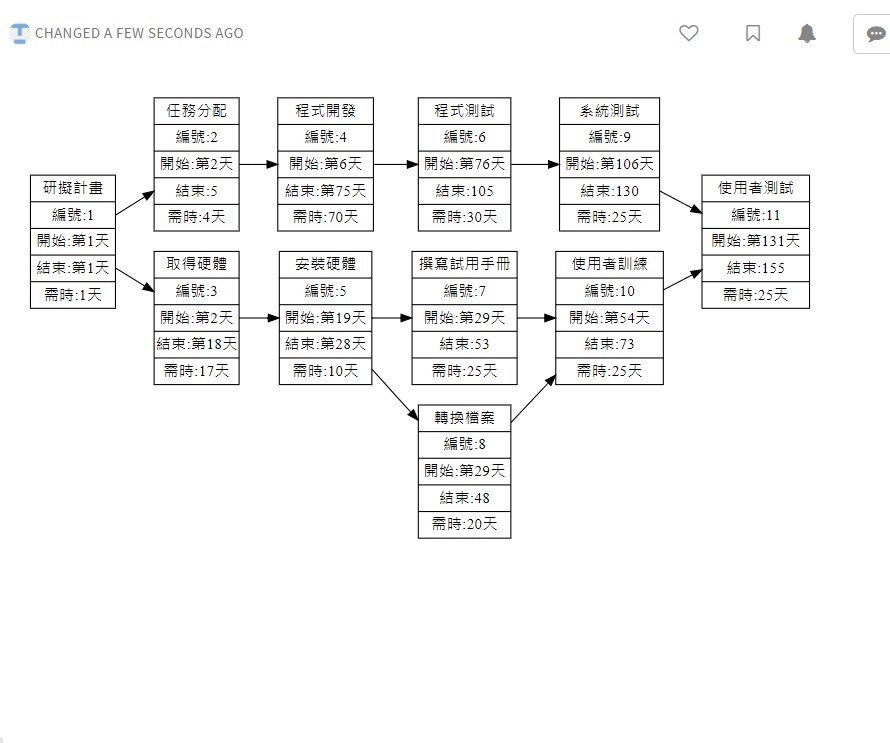 CHANGED A FEW SECONDS AGO
研擬計畫
編號:1
開始:第1天
結束:第1天
需時:1天
任務分配
編號:2
開始:第2天
結束:5
需時:4天
程式開發
編號:4
開始:第6天
結束:第75天
需時:70天
程式測試
編號:6
開始:第76天
結束:105
需時:30天
系統測試
編號:9
開始:第106天
結束:130
需時:25天
取得硬體
編號:3
開始:第2天
結束:第18天
需時:17天
安裝硬體
編號:5
開始:第19天
結束:第28天
需時:10天
撰寫試用手冊
編號:7
開始:第29天
結束:53
需時:25天
使用者訓練
編號:10
開始:第54天
結束:73
需時:25天
轉換檔案
編號:8
開始:第29天
結束:48
需時:20天
使用者測試
編號:11
開始:第131天
結束:155
需時:25天